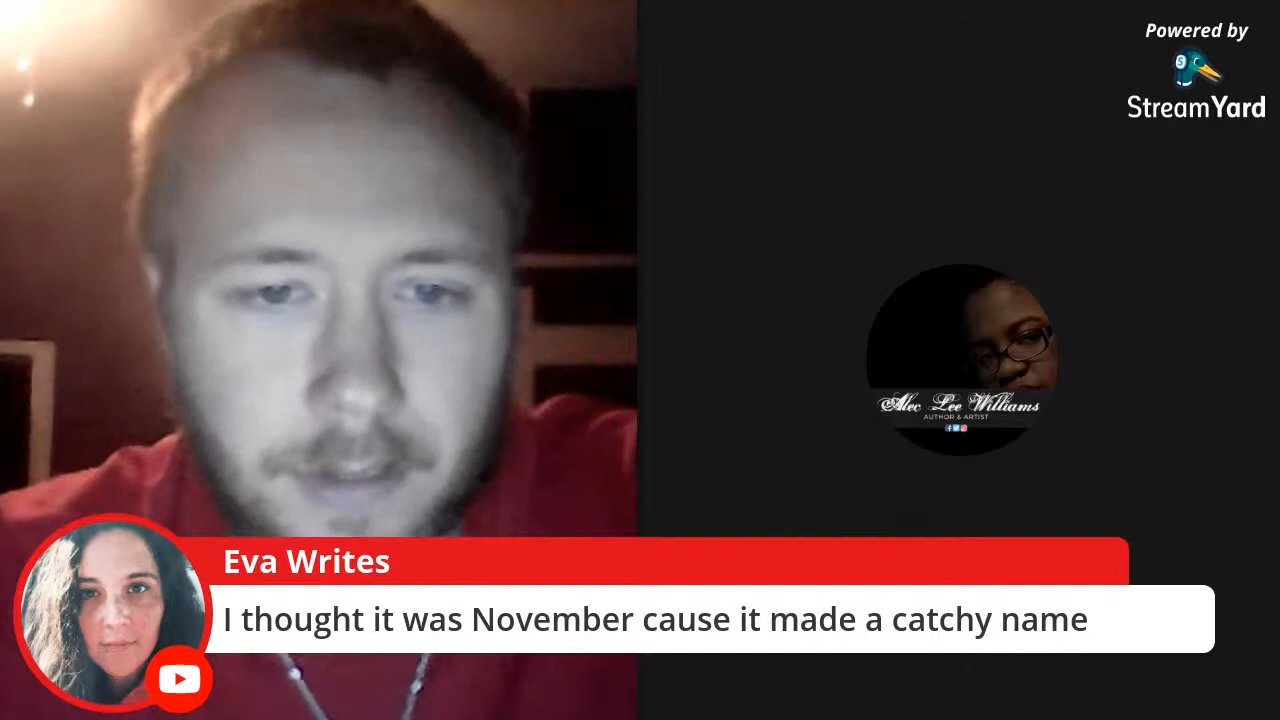 Powered by
StreamYard
Alec Lee Williams
AUTHOR & ARTIST
Eva Writes
I thought it was November cause it made a catchy name